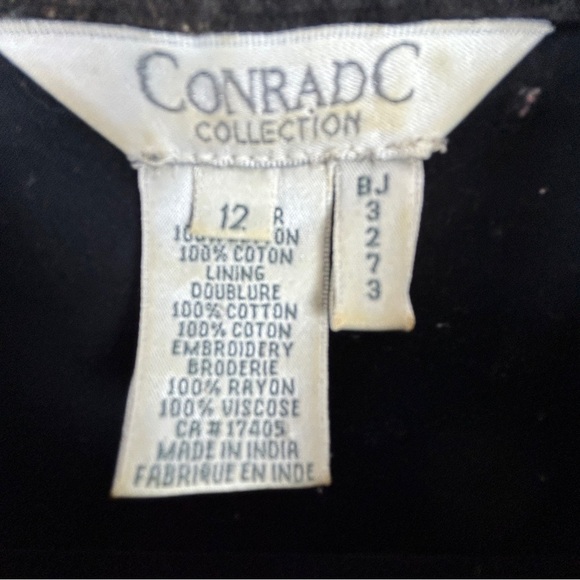 CONRAD C
COLLECTION
12
100% COTON
LINING
DOUBLURE
100% COTTON
100% COTON
EMBROIDERY
BRODERIE
100% RAYON
100% VISCOSE
CA # 17405
MADE IN INDIA
FABRIQUE EN INDE
BJ
3
2
7
3